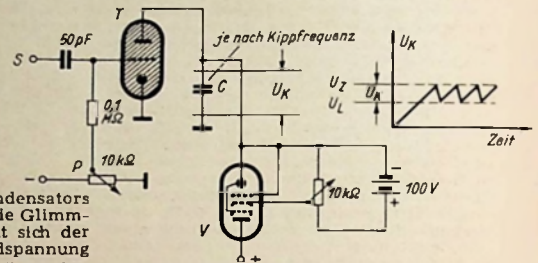 T
50pF
S
0,1
MΩ
P
10kΩ
je nach Kippfrequenz
C
U_K
V
10kΩ
100V
−
+
−
+
U_K
U_Z
U_K
U_L
Zeit
ndensators
die Glimm-
t sich der
dspannung